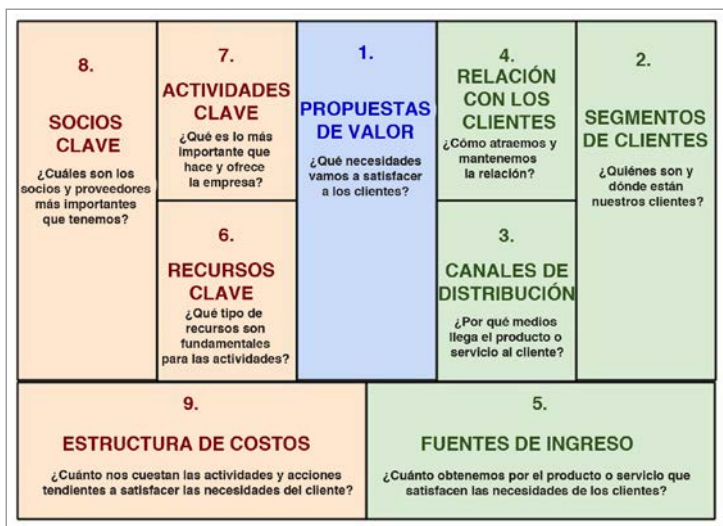 8.
SOCIOS
CLAVE
¿Cuáles son los
socios y proveedores
más importantes
que tenemos?
7.
ACTIVIDADES
CLAVE
¿Qué es lo más
importante que
hace y ofrece
la empresa?
6.
RECURSOS
CLAVE
¿Qué tipo de
recursos son
fundamentales
para las actividades?
1.
PROPUESTAS
DE VALOR
¿Qué necesidades
vamos a satisfacer
a los clientes?
4.
RELACIÓN
CON LOS
CLIENTES
¿Cómo atraemos y
mantenemos
la relación?
3.
CANALES DE
DISTRIBUCIÓN
¿Por qué medios
llega el producto o
servicio al cliente?
2.
SEGMENTOS
DE CLIENTES
¿Quiénes son y
dónde están
nuestros clientes?
9.
ESTRUCTURA DE COSTOS
¿Cuánto nos cuestan las actividades y acciones
tendientes a satisfacer las necesidades del cliente?
5.
FUENTES DE INGRESO
¿Cuánto obtenemos por el producto o servicio que
satisfacen las necesidades de los clientes?